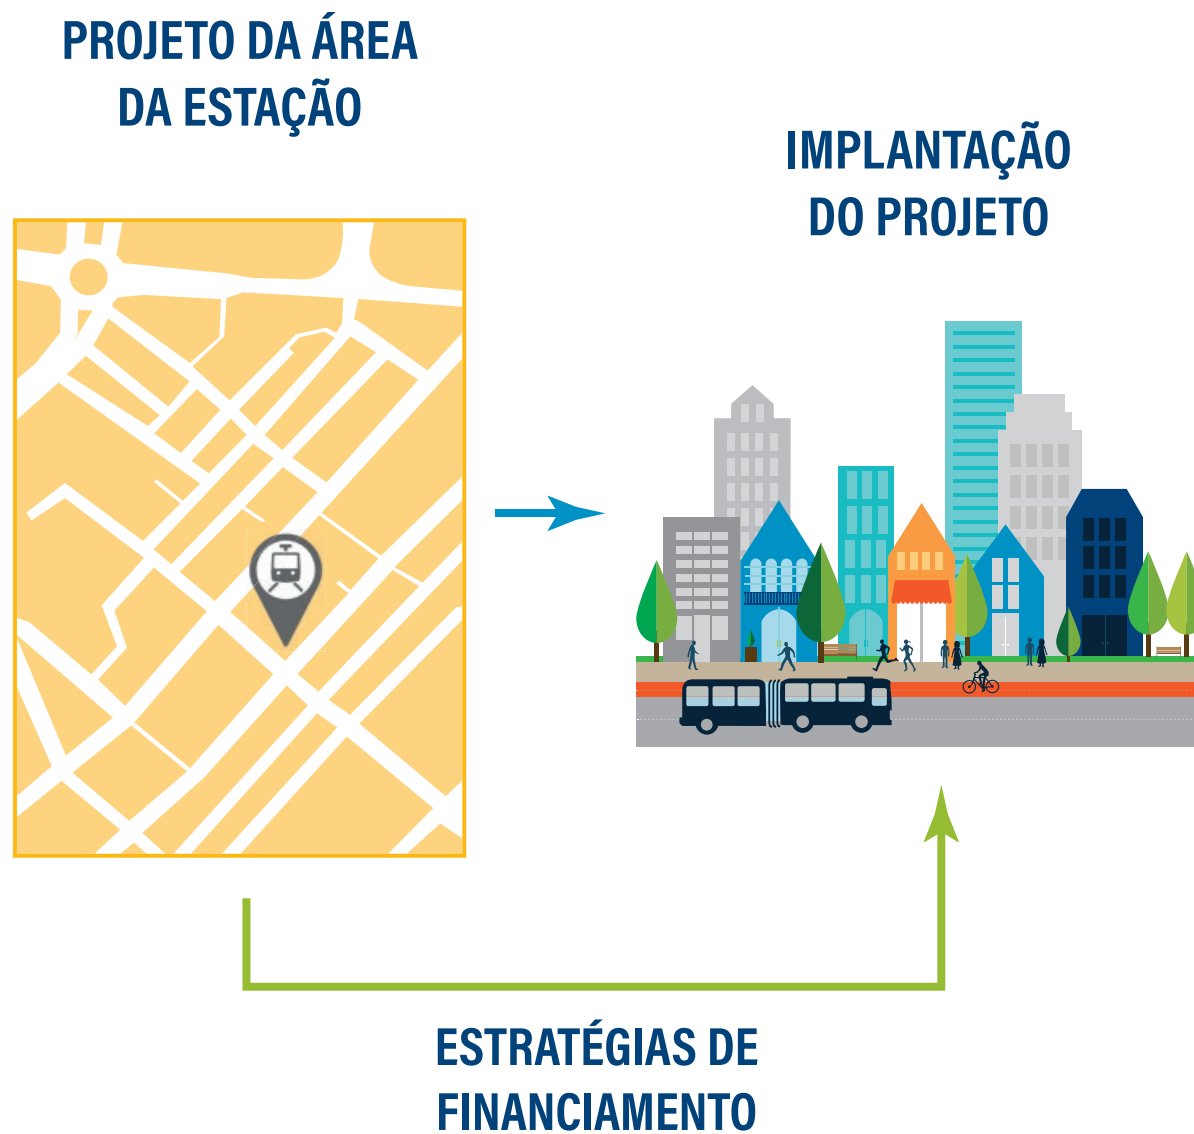 PROJETO DA ÁREA
DA ESTAÇÃO
IMPLANTAÇÃO
DO PROJETO
ESTRATÉGIAS DE
FINANCIAMENTO